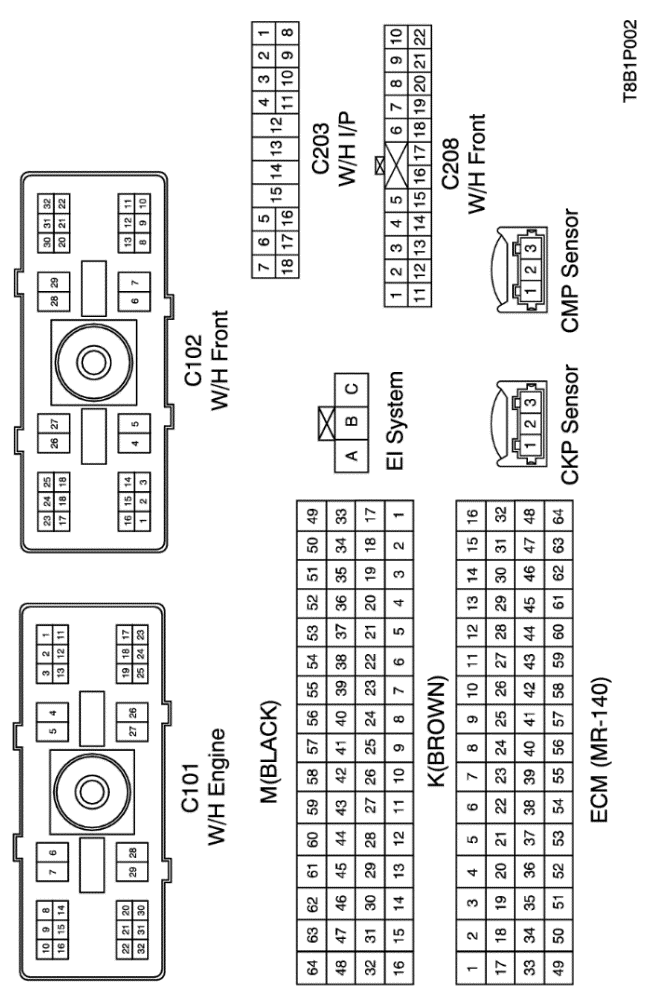 10 9 8 7 6 5 4 3 2 1
16 15 14 13 12 11
22 21 20 19 18 17
29 28 27 26
32 31 30 25 24 23
C101
W/H Engine
23 24 25 26 27 28 29 30 31 32
17 18 18 20 21 22
16 15 14 13 12 11
4 5 6 7
1 2 3 8 9 10
C102
W/H Front
M(BLACK)
64 63 62 61 60 59 58 57 56 55 54 53 52 51 50 49
48 47 46 45 44 43 42 41 40 39 38 37 36 35 34 33
32 31 30 29 28 27 26 25 24 23 22 21 20 19 18 17
16 15 14 13 12 11 10 9 8 7 6 5 4 3 2 1
K(BROWN)
1 2 3 4 5 6 7 8 9 10 11 12 13 14 15 16
17 18 19 20 21 22 23 24 25 26 27 28 29 30 31 32
33 34 35 36 37 38 39 40 41 42 43 44 45 46 47 48
49 50 51 52 53 54 55 56 57 58 59 60 61 62 63 64
ECM (MR-140)
A B C
EI System
7 6 5 15 14 13 12 4 3 2 1
18 17 16 11 10 9 8
C203
W/H I/P
1 2 3 4 5 6 7 8 9 10
11 12 13 14 15 16 17 18 19 20 21 22
C208
W/H Front
1 2 3
CKP Sensor
1 2 3
CMP Sensor
T8B1P002